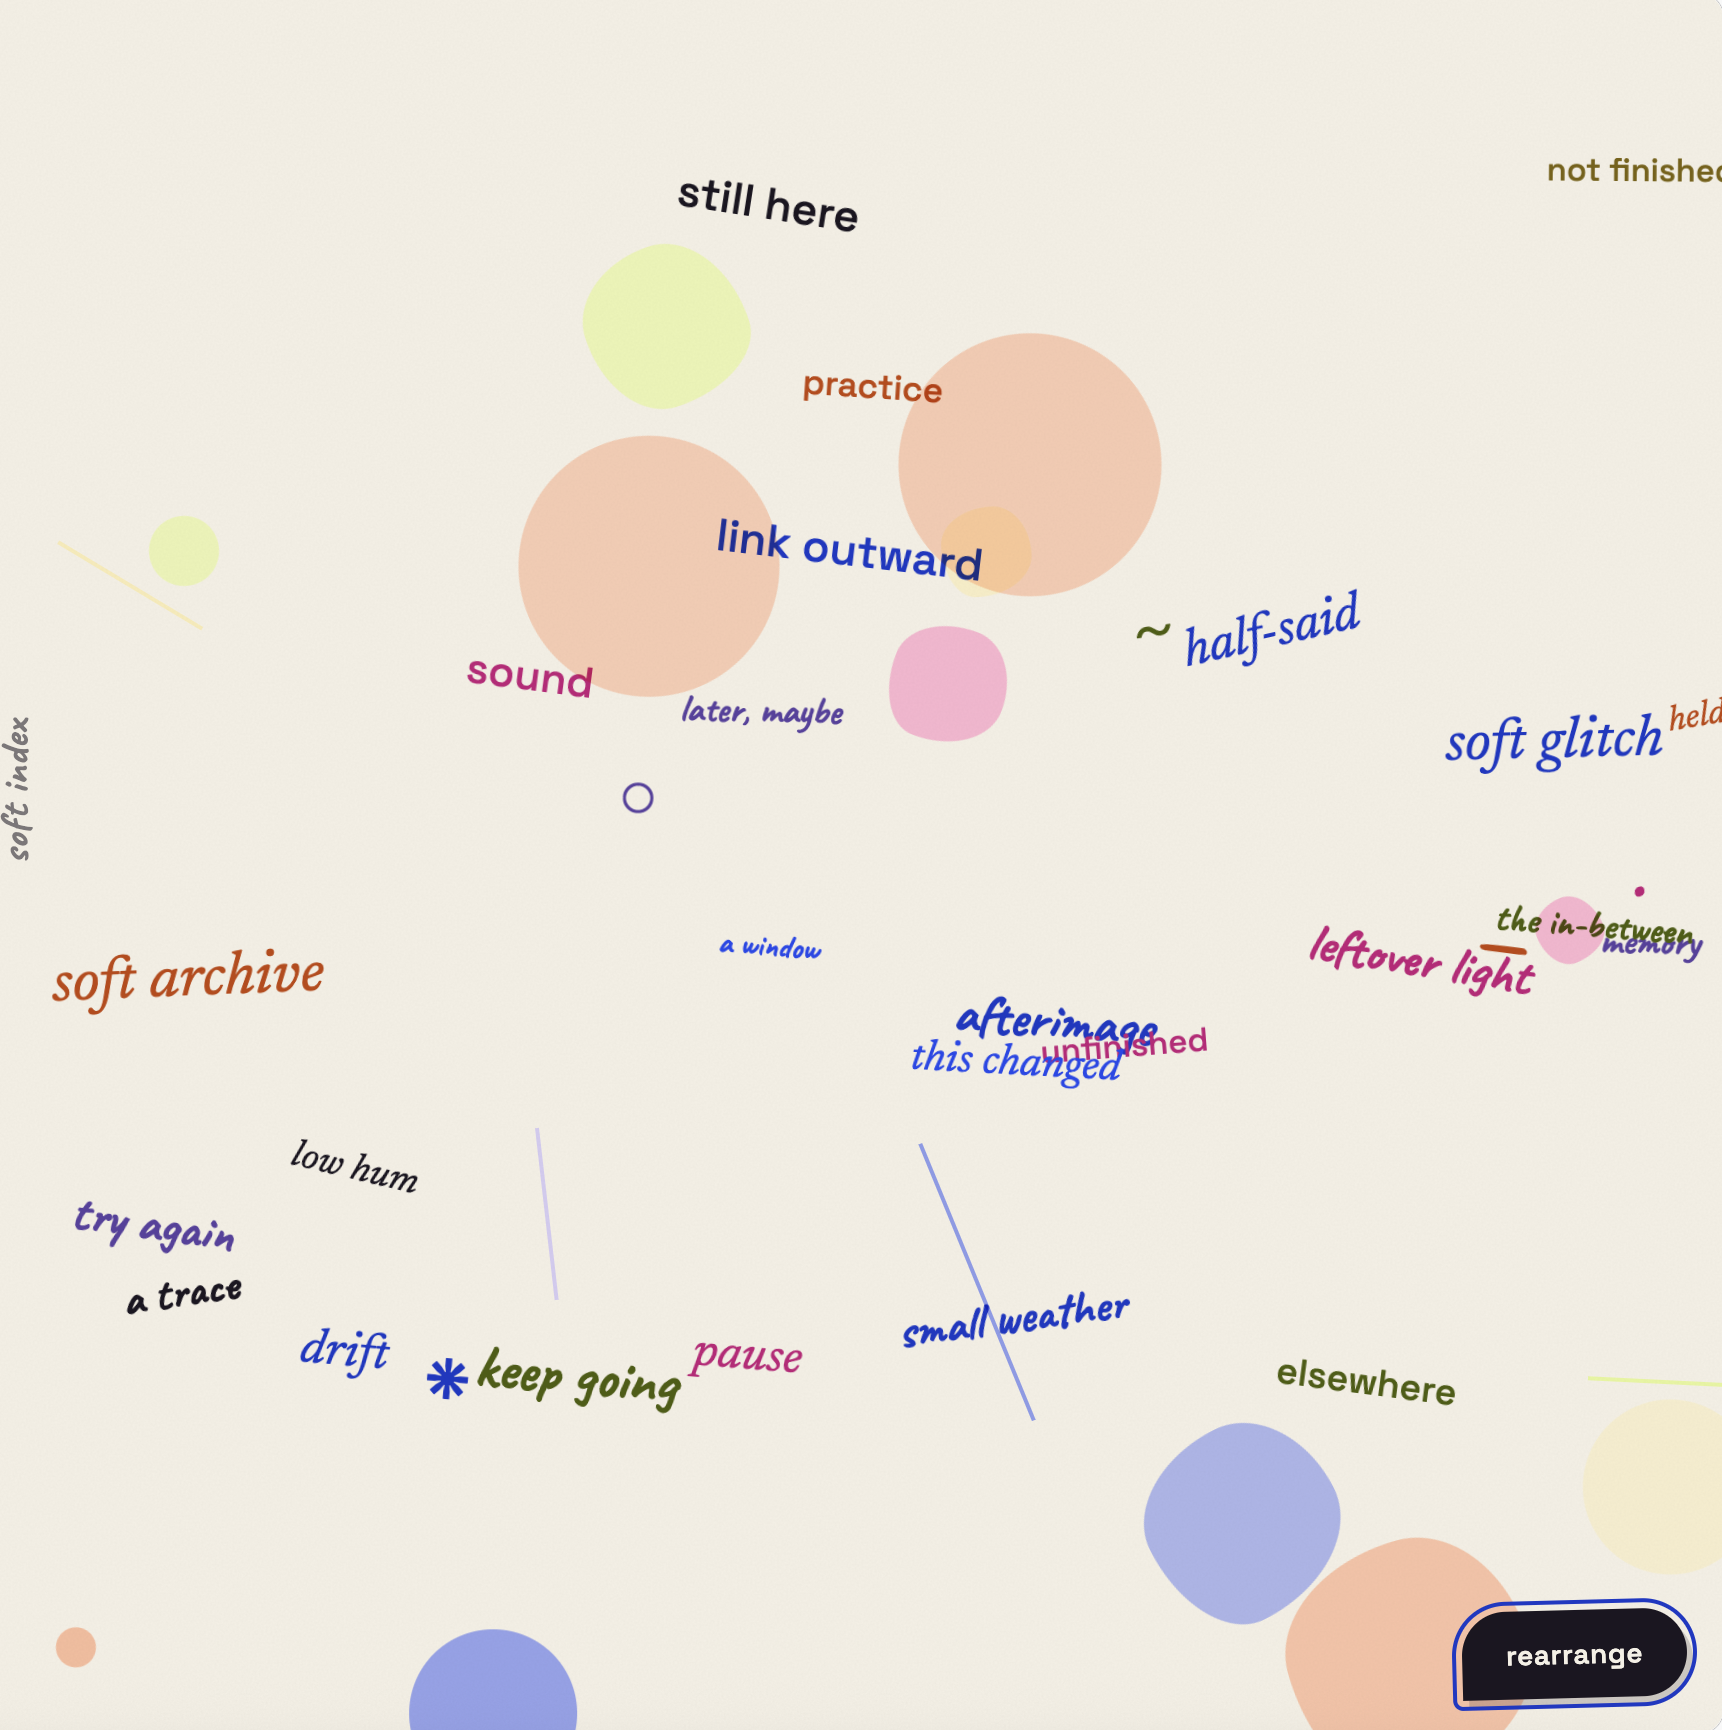 not finished
still here
practice
link outward
~ half-said
sound
later, maybe
held
soft glitch
soft index
the in-between
memory
leftover light
a window
soft archive
afterimage
unfinished
this changed
low hum
try again
a trace
small weather
drift
* keep going
pause
elsewhere
rearrange